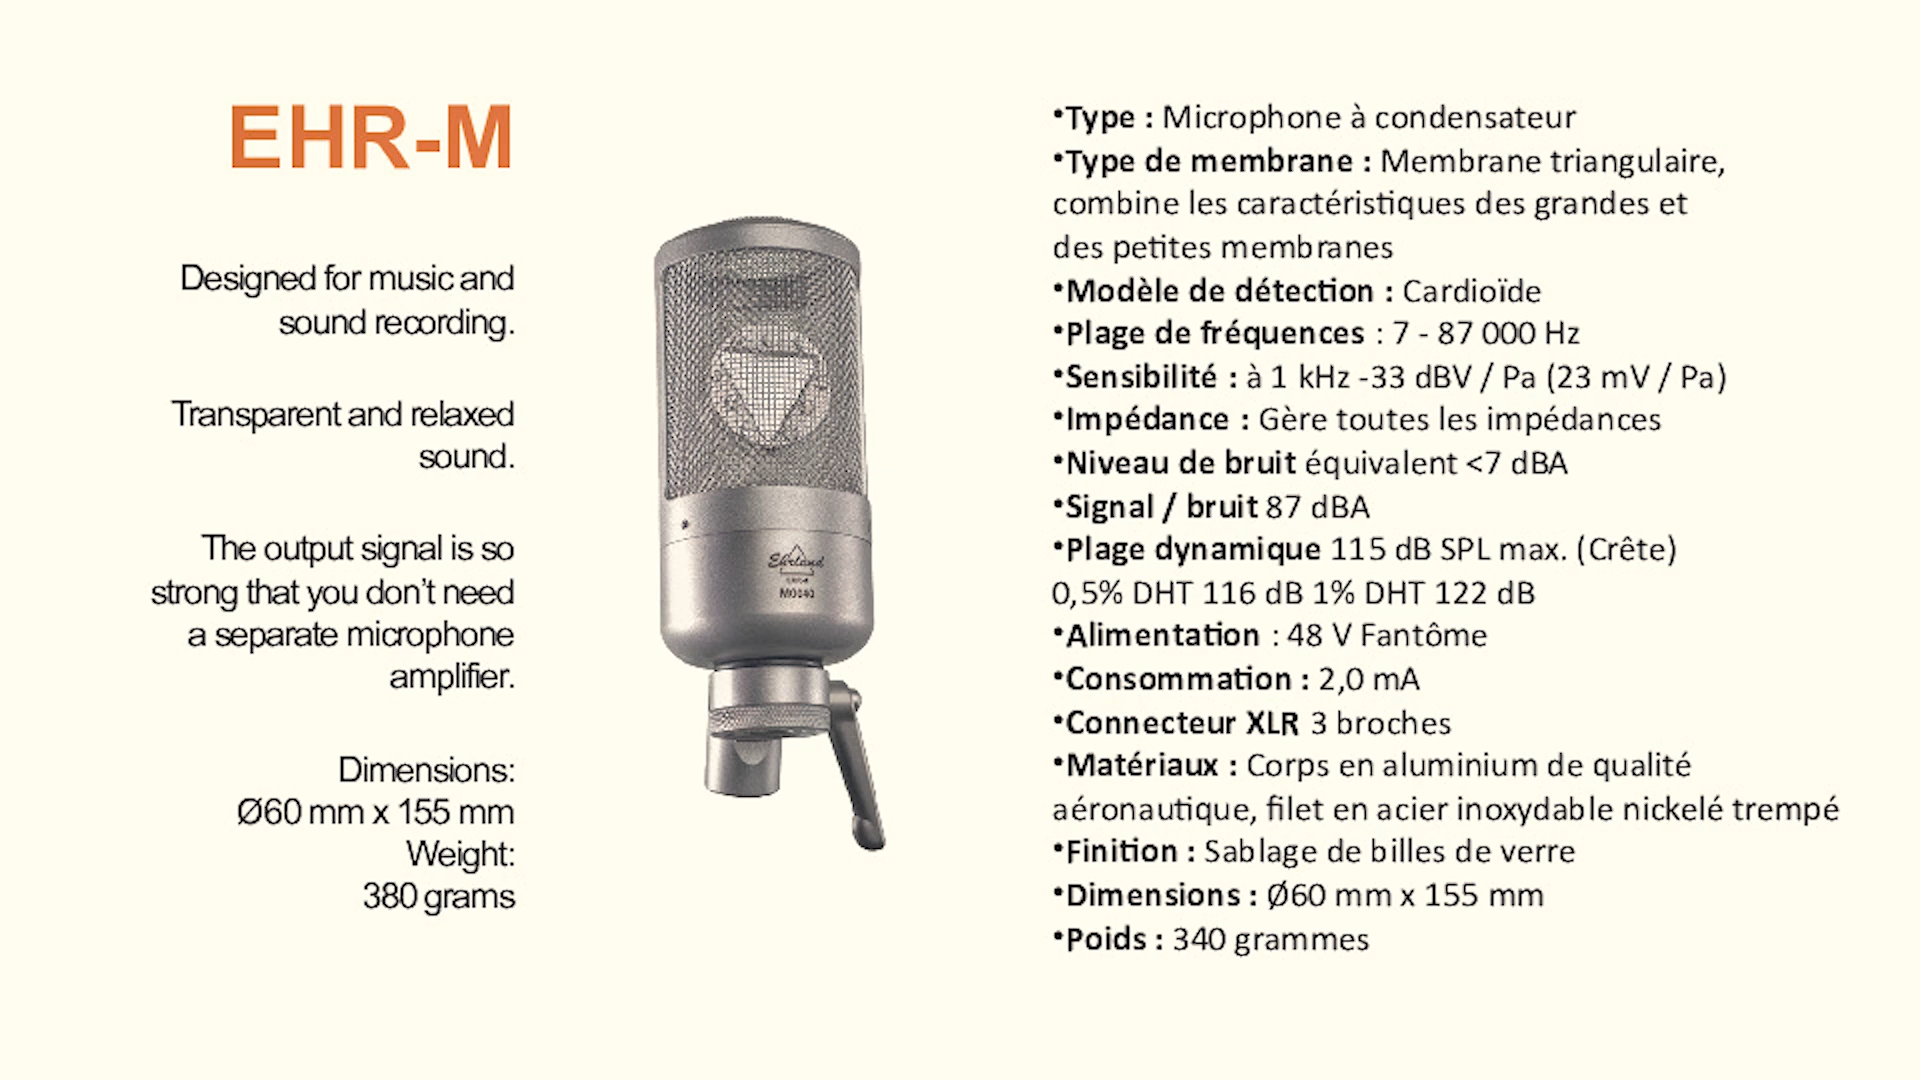 EHR-M
Designed for music and
sound recording.
Transparent and relaxed
sound.
The output signal is so
strong that you don’t need
a separate microphone
amplifier.
Dimensions:
Ø60 mm x 155 mm
Weight:
380 grams
Ehrland
EHR-M
M0040
•Type : Microphone à condensateur
•Type de membrane : Membrane triangulaire,
combine les caractéristiques des grandes et
des petites membranes
•Modèle de détection : Cardioïde
•Plage de fréquences : 7 - 87 000 Hz
•Sensibilité : à 1 kHz -33 dBV / Pa (23 mV / Pa)
•Impédance : Gère toutes les impédances
•Niveau de bruit équivalent <7 dBA
•Signal / bruit 87 dBA
•Plage dynamique 115 dB SPL max. (Crête)
0,5% DHT 116 dB 1% DHT 122 dB
•Alimentation : 48 V Fantôme
•Consommation : 2,0 mA
•Connecteur XLR 3 broches
•Matériaux : Corps en aluminium de qualité
aéronautique, filet en acier inoxydable nickelé trempé
•Finition : Sablage de billes de verre
•Dimensions : Ø60 mm x 155 mm
•Poids : 340 grammes